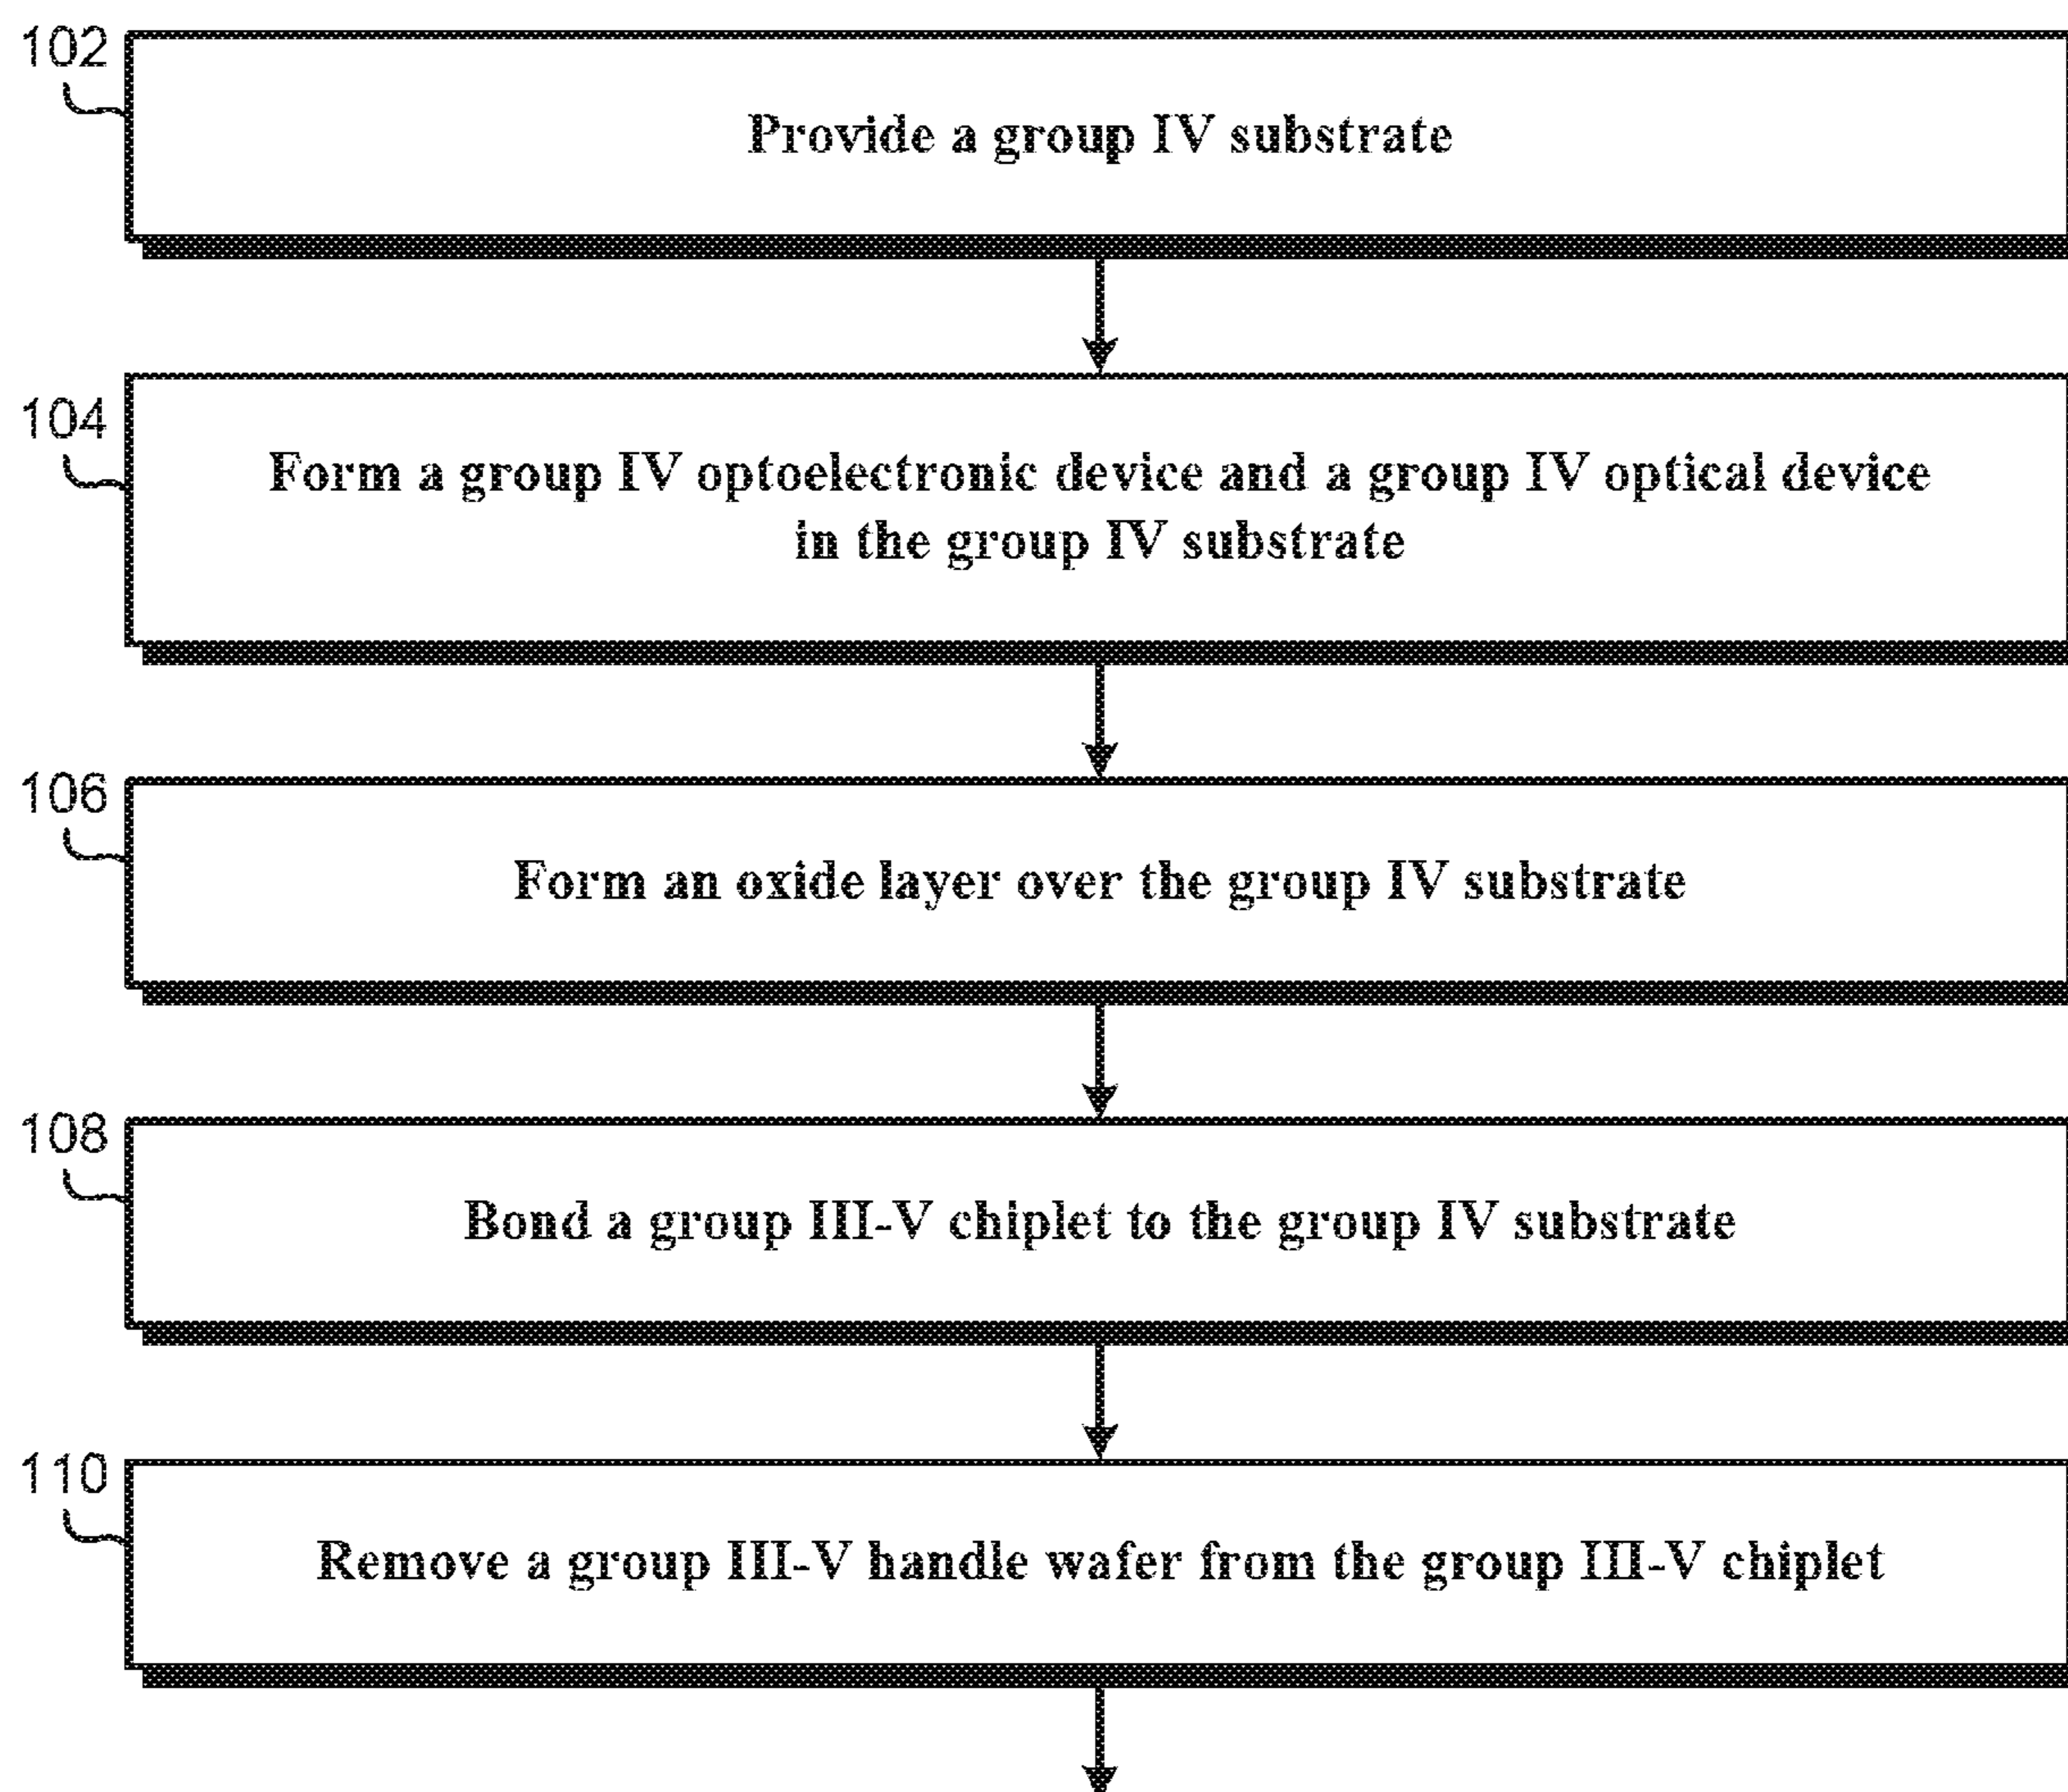 102
Provide a group IV substrate
104
Form a group IV optoelectronic device and a group IV optical device
in the group IV substrate
106
Form an oxide layer over the group IV substrate
108
Bond a group III-V chiplet to the group IV substrate
110
Remove a group III-V handle wafer from the group III-V chiplet